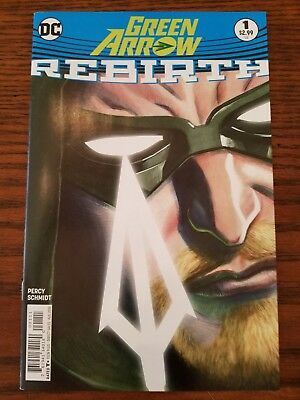 DC
GREEN
ARROW
1
$2.99
REBIRTH
PERCY
SCHMIDT